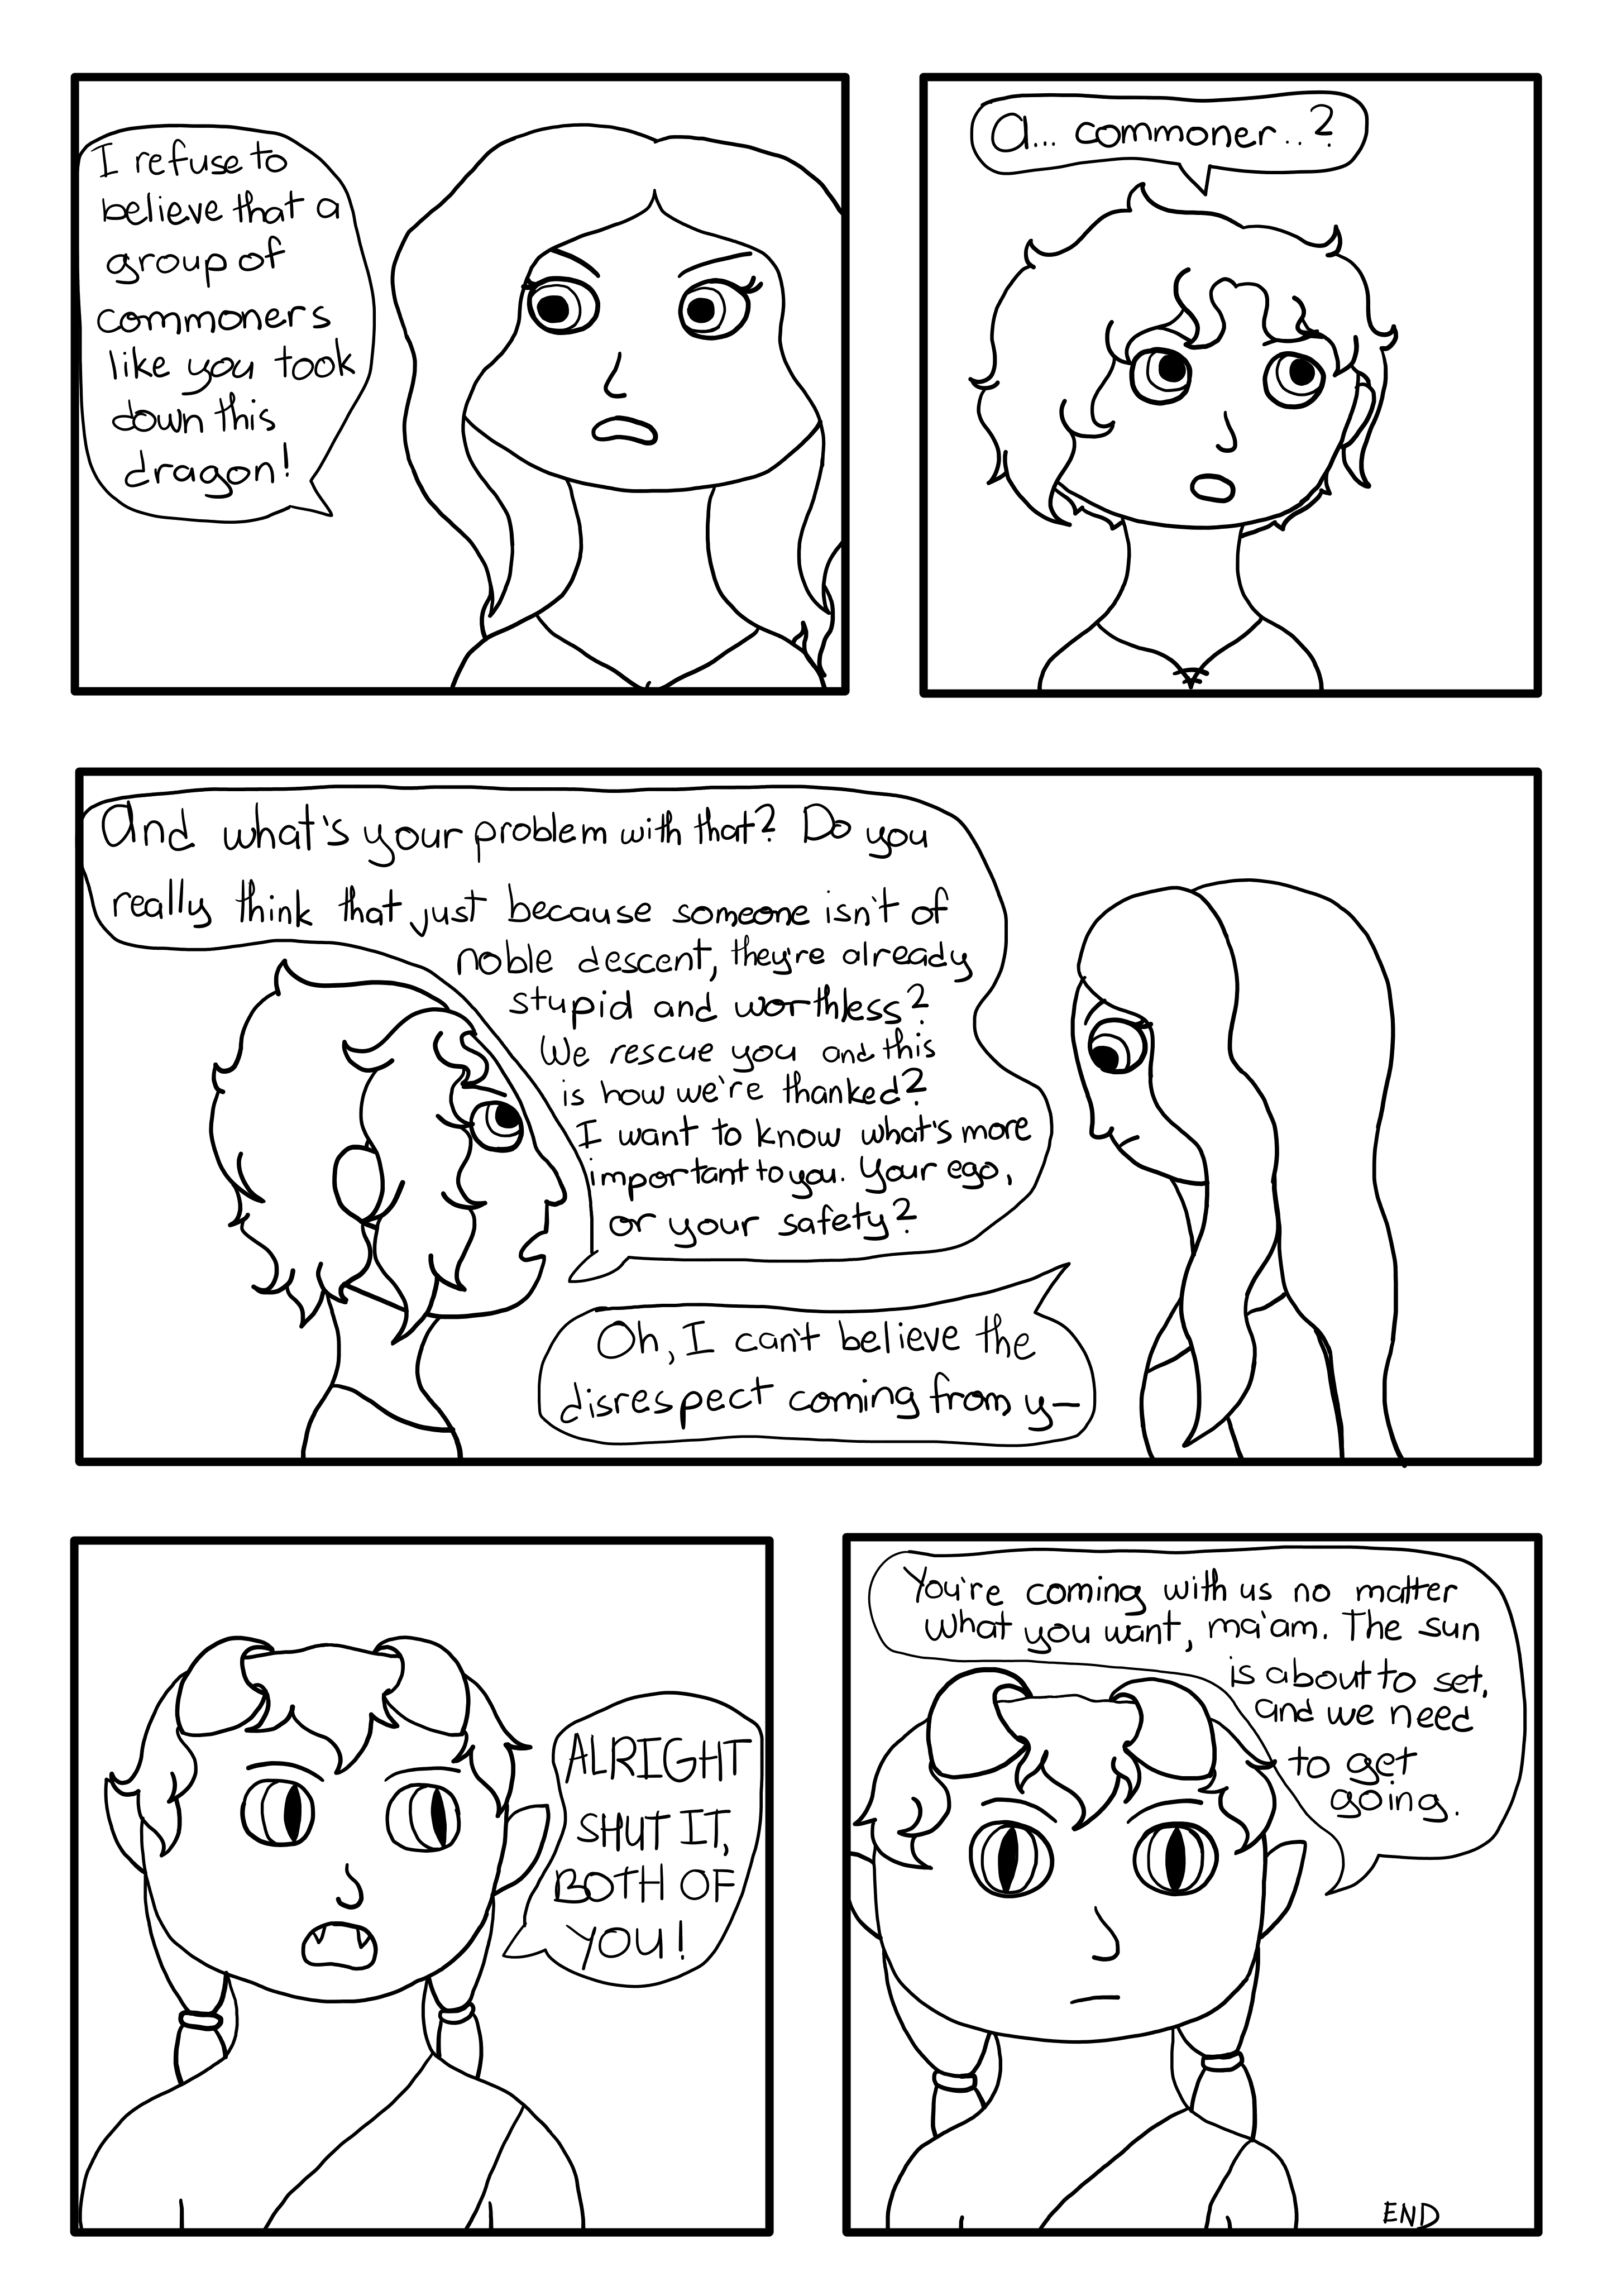 I refuse to
believe that a
group of
commoners
like you took
down this
dragon!
A... commoner...?
And what's your problem with that? Do you
really think that just because someone isn't of
noble descent, they're already
stupid and worthless?
We rescue you and this
is how we're thanked?
I want to know what's more
important to you. Your ego,
or your safety?
Oh, I can't believe the
disrespect coming from y—
ALRIGHT
SHUT IT,
BOTH OF
YOU!
You're coming with us no matter
what you want, ma'am. The sun
is about to set,
and we need
to get
going.
END